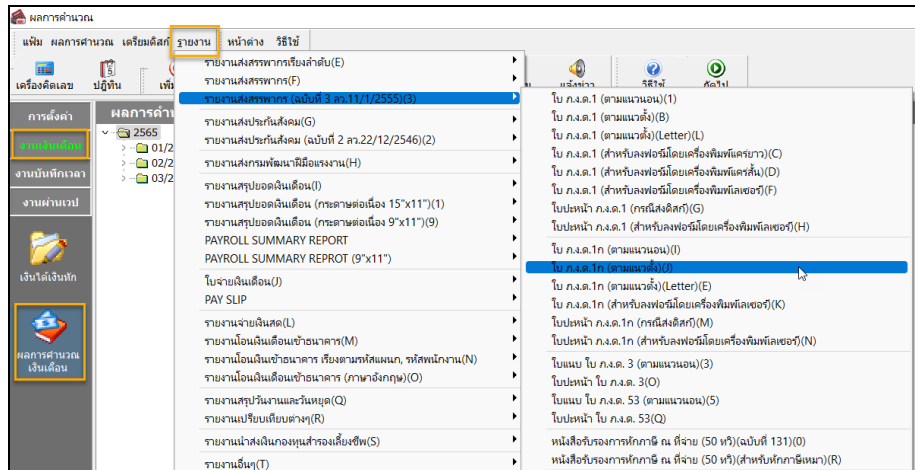 ผลการคำนวณ
แฟ้ม ผลการคำนวณ เตรียมดิสก์ รายงาน หน้าต่าง วิธีใช้
เครื่องคิดเลข ปฏิทิน แจ้งข่าว วิธีใช้ ถัดไป
การตั้งค่า
งานเงินเดือน
งานบันทึกเวลา
งานผ่านเวป
เงินได้เงินหัก
ผลการคำนวณ
เงินเดือน
2565
01/2
02/2
03/2
รายงานส่งสรรพากรเรียงลำดับ(E)
รายงานส่งสรรพากร(F)
รายงานส่งสรรพากร (ฉบับที่ 3 ลว.11/1/2555)(3)
รายงานส่งประกันสังคม(G)
รายงานส่งประกันสังคม (ฉบับที่ 2 ลว.22/12/2546)(2)
รายงานส่งกรมพัฒนาฝีมือแรงงาน(H)
รายงานสรุปยอดเงินเดือน(I)
รายงานสรุปยอดเงินเดือน (กระดาษต่อเนื่อง 15"x11")(1)
รายงานสรุปยอดเงินเดือน (กระดาษต่อเนื่อง 9"x11")(9)
PAYROLL SUMMARY REPORT
PAYROLL SUMMARY REPROT (9"x11")
ใบจ่ายเงินเดือน(J)
PAY SLIP
รายงานจ่ายเงินสด(L)
รายงานโอนเงินเดือนเข้าธนาคาร(M)
รายงานโอนเงินเดือนเข้าธนาคาร เรียงตามรหัสแผนก, รหัสพนักงาน(N)
รายงานโอนเงินเดือนเข้าธนาคาร (ภาษาอังกฤษ)(O)
รายงานสรุปวันงานและวันหยุด(Q)
รายงานเปรียบเทียบต่างๆ(R)
รายงานนำส่งเงินกองทุนสำรองเลี้ยงชีพ(S)
รายงานอื่นๆ(T)
ใบ ภ.ง.ด.1 (ตามแนวนอน)(1)
ใบ ภ.ง.ด.1 (ตามแนวตั้ง)(B)
ใบ ภ.ง.ด.1 (ตามแนวตั้ง)(Letter)(L)
ใบ ภ.ง.ด.1 (สำหรับลงฟอร์มโดยเครื่องพิมพ์แคร่ยาว)(C)
ใบ ภ.ง.ด.1 (สำหรับลงฟอร์มโดยเครื่องพิมพ์แคร่สั้น)(D)
ใบ ภ.ง.ด.1 (สำหรับลงฟอร์มโดยเครื่องพิมพ์เลเซอร์)(F)
ใบปะหน้า ภ.ง.ด.1 (กรณีส่งดิสก์)(G)
ใบปะหน้า ภ.ง.ด.1 (สำหรับลงฟอร์มโดยเครื่องพิมพ์เลเซอร์)(H)
ใบ ภ.ง.ด.1ก (ตามแนวนอน)(I)
ใบ ภ.ง.ด.1ก (ตามแนวตั้ง)(J)
ใบ ภ.ง.ด.1ก (ตามแนวตั้ง)(Letter)(E)
ใบ ภ.ง.ด.1ก (สำหรับลงฟอร์มโดยเครื่องพิมพ์เลเซอร์)(K)
ใบปะหน้า ภ.ง.ด.1ก (กรณีส่งดิสก์)(M)
ใบปะหน้า ภ.ง.ด.1ก (สำหรับลงฟอร์มโดยเครื่องพิมพ์เลเซอร์)(N)
ใบแนบ ใบ ภ.ง.ด. 3 (ตามแนวนอน)(3)
ใบปะหน้า ใบ ภ.ง.ด. 3(O)
ใบแนบ ใบ ภ.ง.ด. 53 (ตามแนวนอน)(5)
ใบปะหน้า ใบ ภ.ง.ด. 53(Q)
หนังสือรับรองการหักภาษี ณ ที่จ่าย (50 ทวิ)(ฉบับที่ 131)(0)
หนังสือรับรองการหักภาษี ณ ที่จ่าย (50 ทวิ)(สำหรับหักภาษีเหมา)(R)